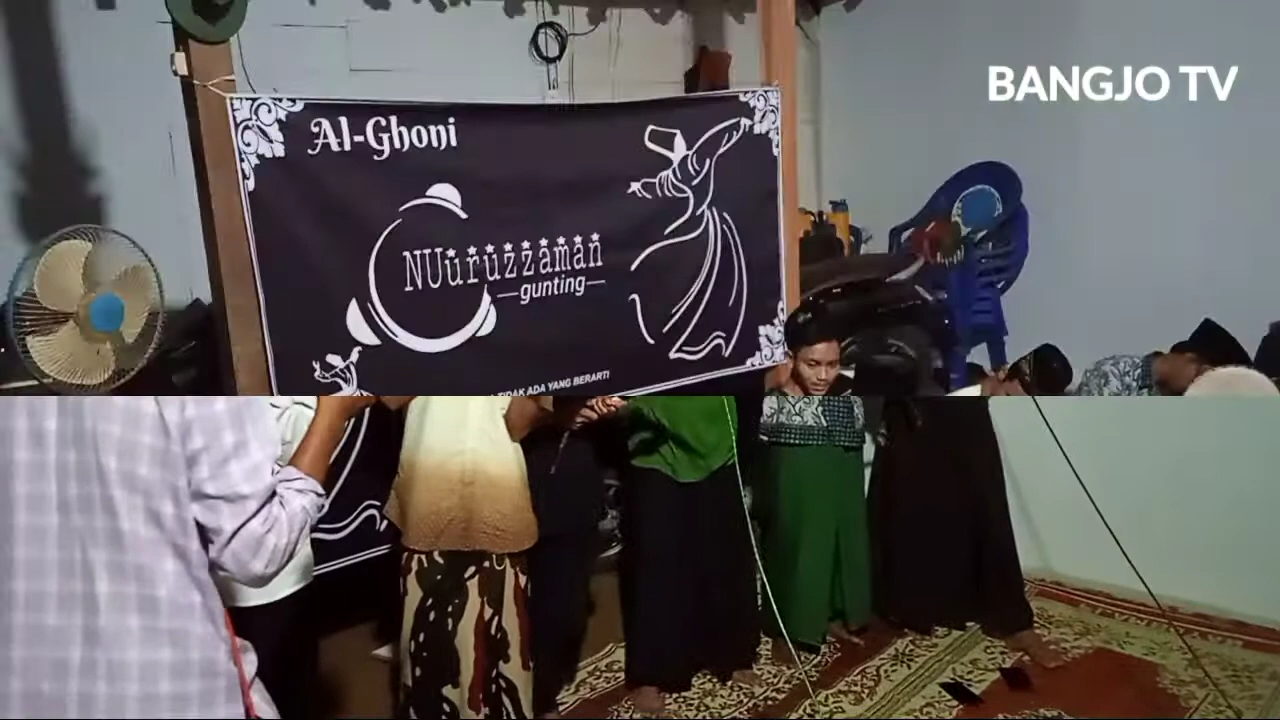 BANGJO TV
Al-Ghoni
NUuruzzaman
—gunting—
TIDAK ADA YANG BERARTI